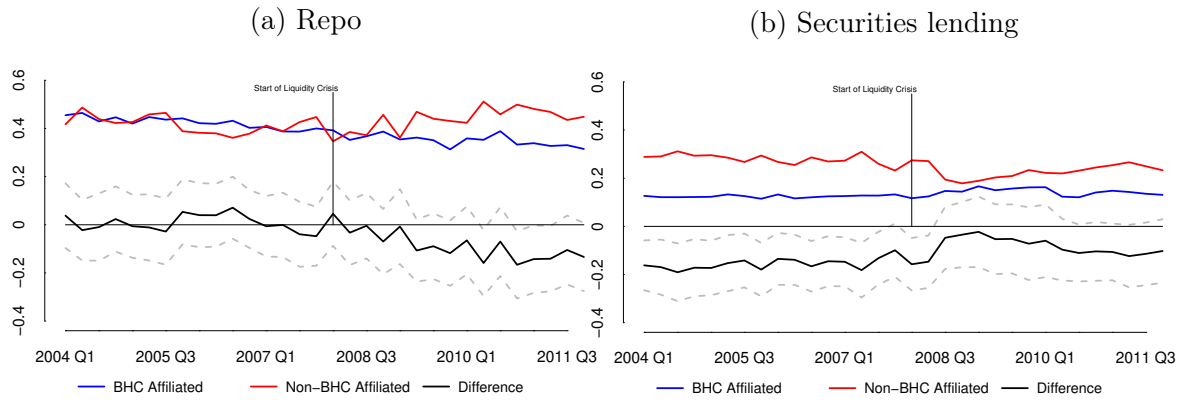 (a) Repo
0.6
0.4
0.2
0
−0.2
−0.4
Start of Liquidity Crisis
2004 Q1 2005 Q3 2007 Q1 2008 Q3 2010 Q1 2011 Q3
BHC Affiliated Non−BHC Affiliated Difference
(b) Securities lending
0.6
0.4
0.2
0
−0.2
−0.4
Start of Liquidity Crisis
2004 Q1 2005 Q3 2007 Q1 2008 Q3 2010 Q1 2011 Q3
BHC Affiliated Non−BHC Affiliated Difference